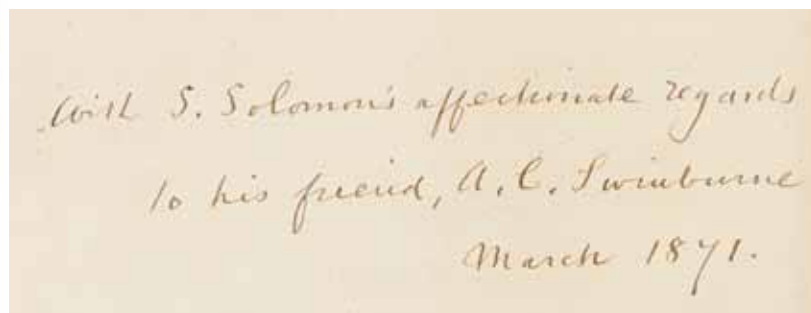 With S. Solomon's affectionate regards
to his friend, A. C. Swinburne
March 1871.